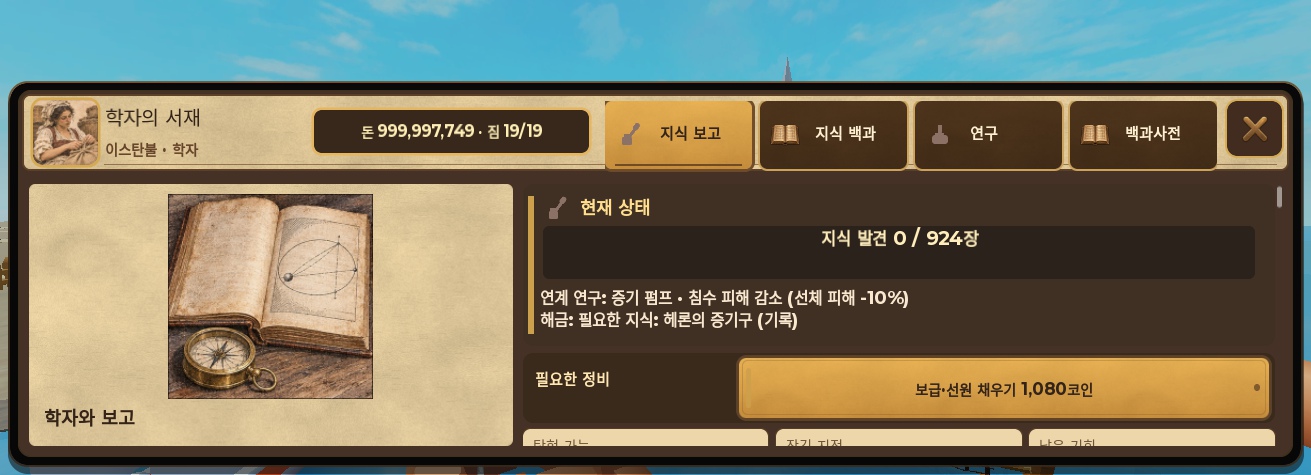 학자의 서재
이스탄불 • 학자
돈 999,997,749 · 짐 19/19
지식 보고
지식 백과
연구
백과사전
현재 상태
지식 발견 0 / 924장
연계 연구: 증기 펌프 • 침수 피해 감소 (선체 피해 -10%)
해금: 필요한 지식: 헤론의 증기구 (기록)
필요한 정비
보급·선원 채우기 1,080코인
학자와 보고